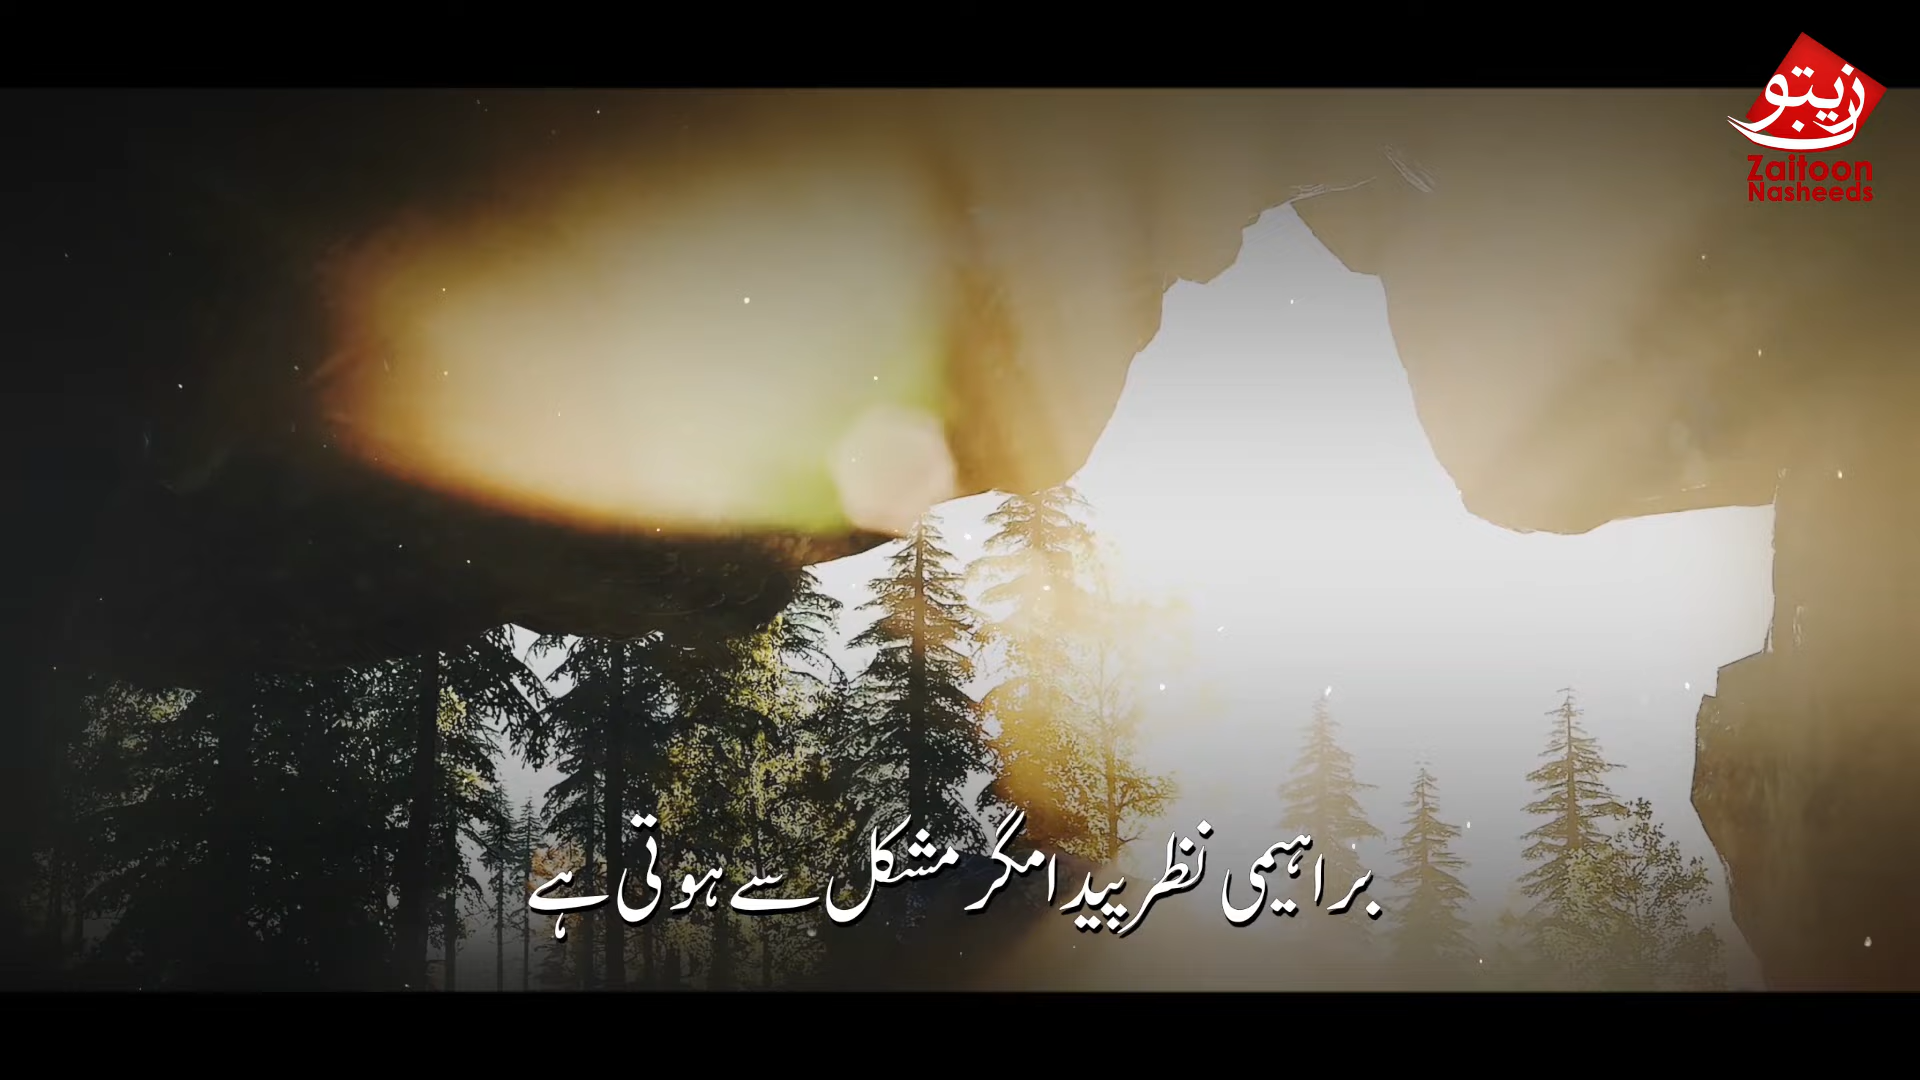 زیتو
Zaitoon
Nasheeds
براہیمی نظر پیدا مگر مشکل سے ہوتی ہے